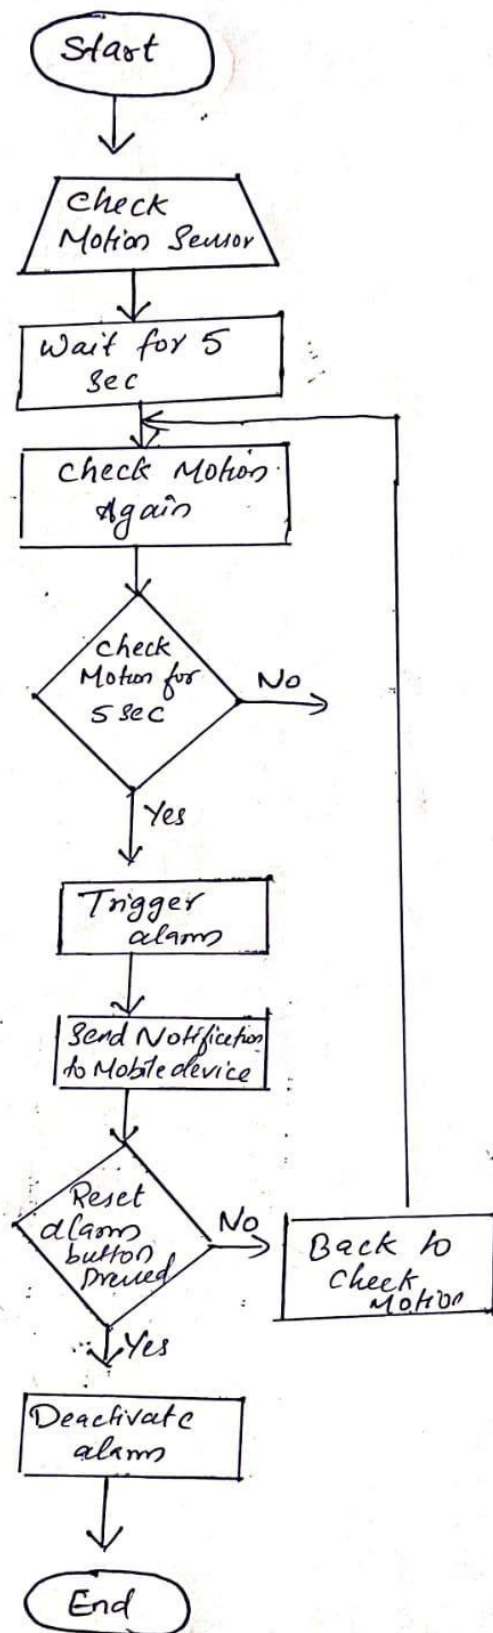 Start
Check
Motion Sensor
Wait for 5
Sec
Check Motion
Again
Check
Motion for
5 sec
No
Yes
Trigger
alarm
Send Notification
to Mobile device
Reset
alarm
button
pressed
No
Back to
Check
Motion
Yes
Deactivate
alarm
End